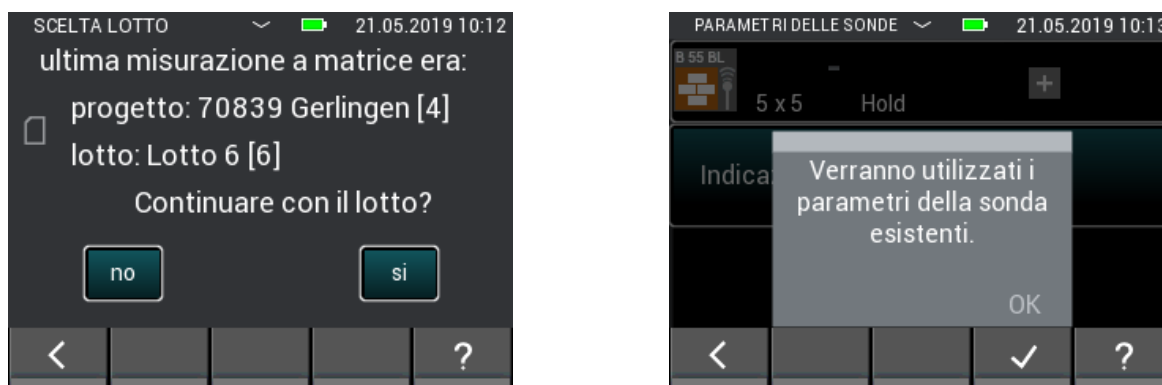 SCELTA LOTTO
21.05.2019 10:12
ultima misurazione a matrice era:
progetto: 70839 Gerlingen [4]
lotto: Lotto 6 [6]
Continuare con il lotto?
no
si
?
PARAMETRI DELLE SONDE
21.05.2019 10:13
B 55 BL
-
+
5 x 5
Hold
Indica
Verranno utilizzati i
parametri della sonda
esistenti.
OK
?